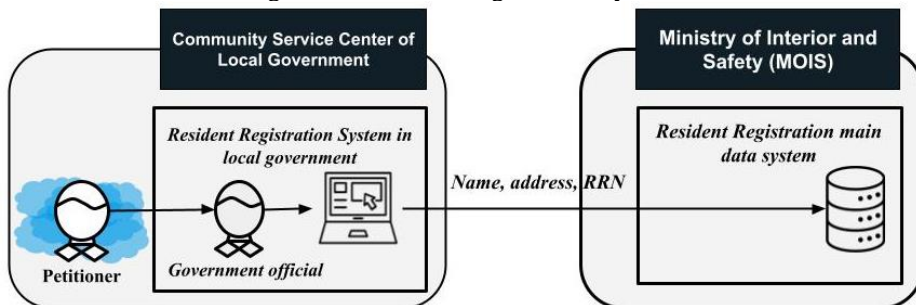 Community Service Center of
Local Government
Ministry of Interior and
Safety (MOIS)
Resident Registration System in
local government
Resident Registration main
data system
Name, address, RRN
Government official
Petitioner